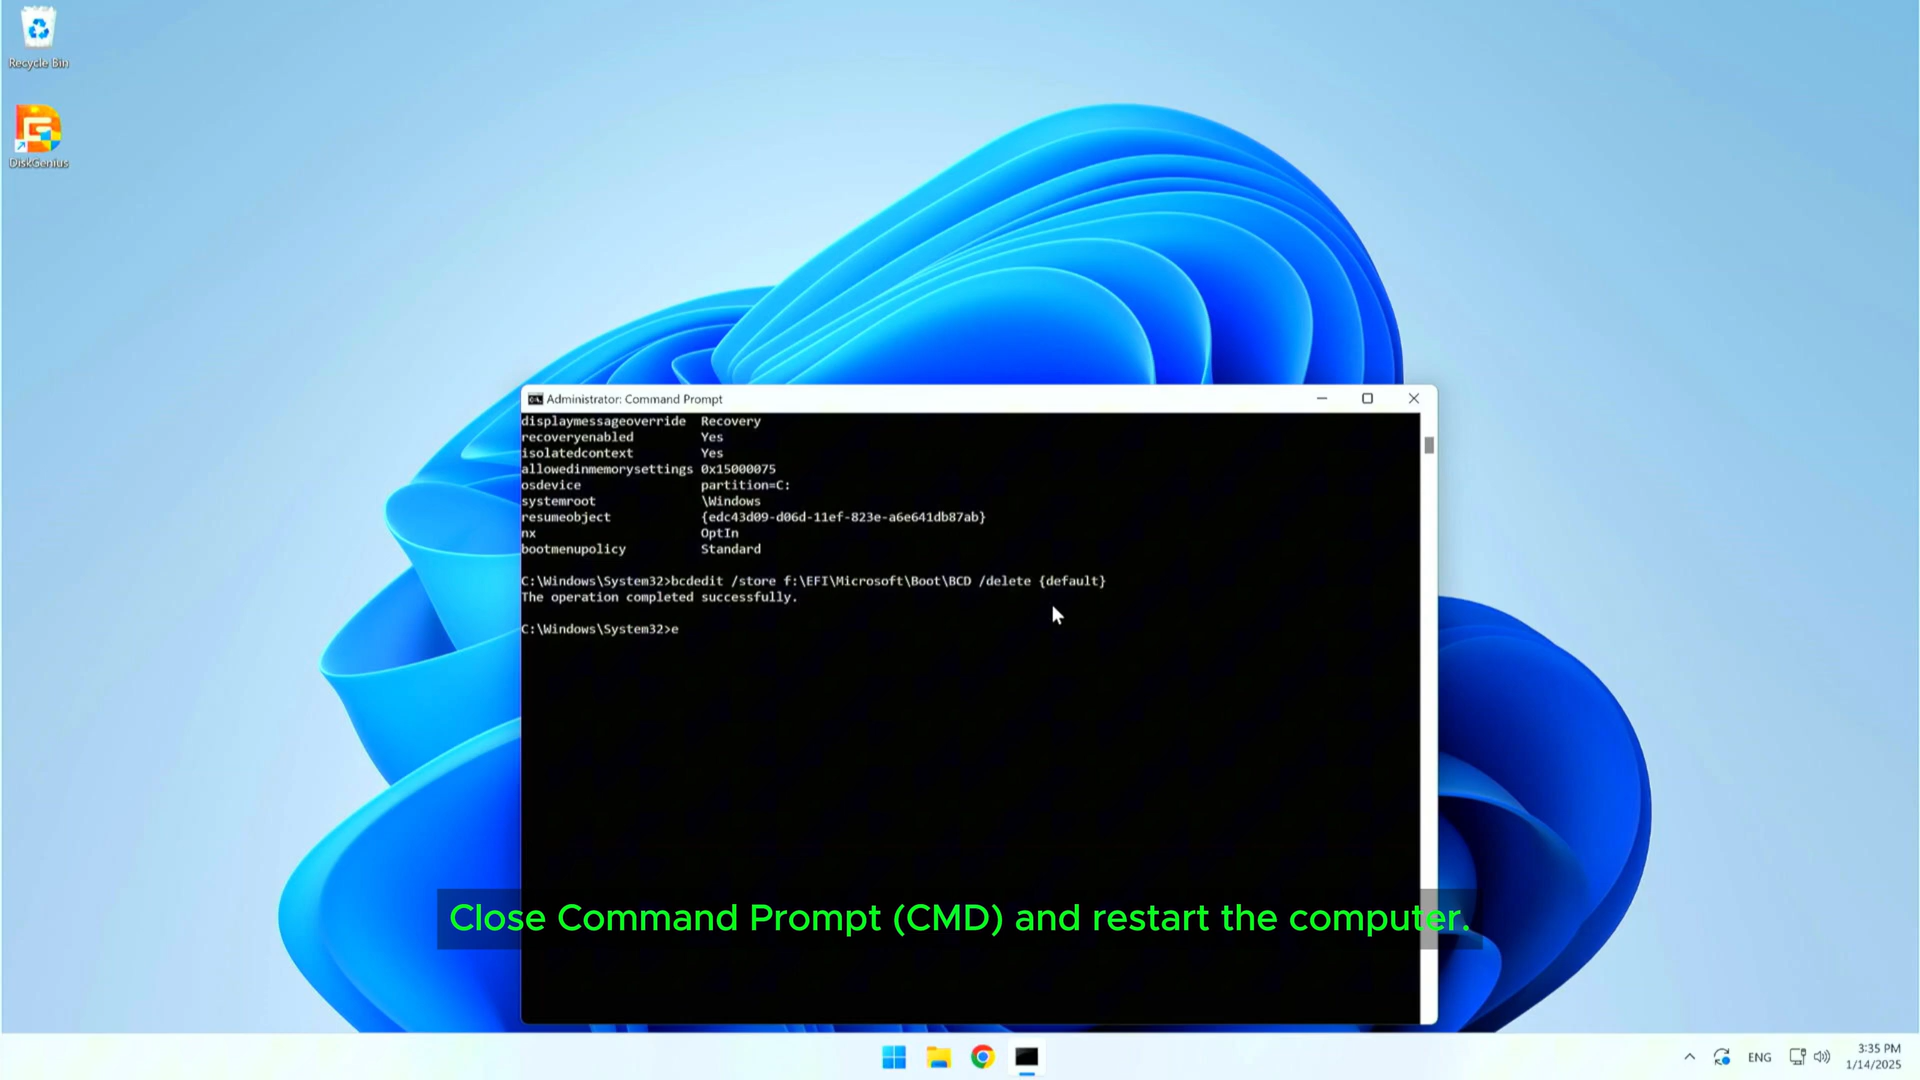 Recycle Bin
DiskGenius
Administrator: Command Prompt
displaymessageoverride Recovery
recoveryenabled Yes
isolatedcontext Yes
allowedinmemorysettings 0x15000075
osdevice partition=C:
systemroot \Windows
resumeobject {edc43d09-d06d-11ef-823e-a6e641db87ab}
nx OptIn
bootmenupolicy Standard
C:\Windows\System32>bcdedit /store f:\EFI\Microsoft\Boot\BCD /delete {default}
The operation completed successfully.
C:\Windows\System32>e
Close Command Prompt (CMD) and restart the computer.
ENG
3:35 PM
1/14/2025